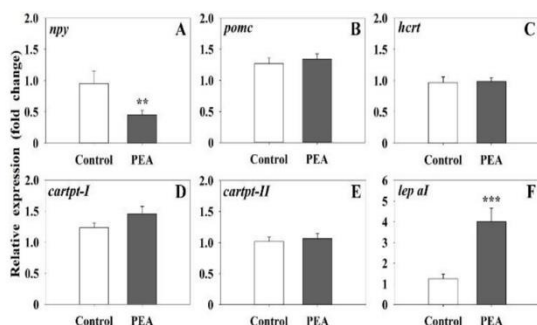 Relative expression (fold change)
npy A
2.0
1.5
1.0
0.5
0
**
Control PEA
pomc B
2.0
1.5
1.0
0.5
0
Control PEA
hcrt C
2.0
1.5
1.0
0.5
0
Control PEA
cartpt-I D
2.0
1.5
1.0
0.5
0
Control PEA
cartpt-II E
2.0
1.5
1.0
0.5
0
Control PEA
lep aI F
6
5
4
3
2
1
0
***
Control PEA